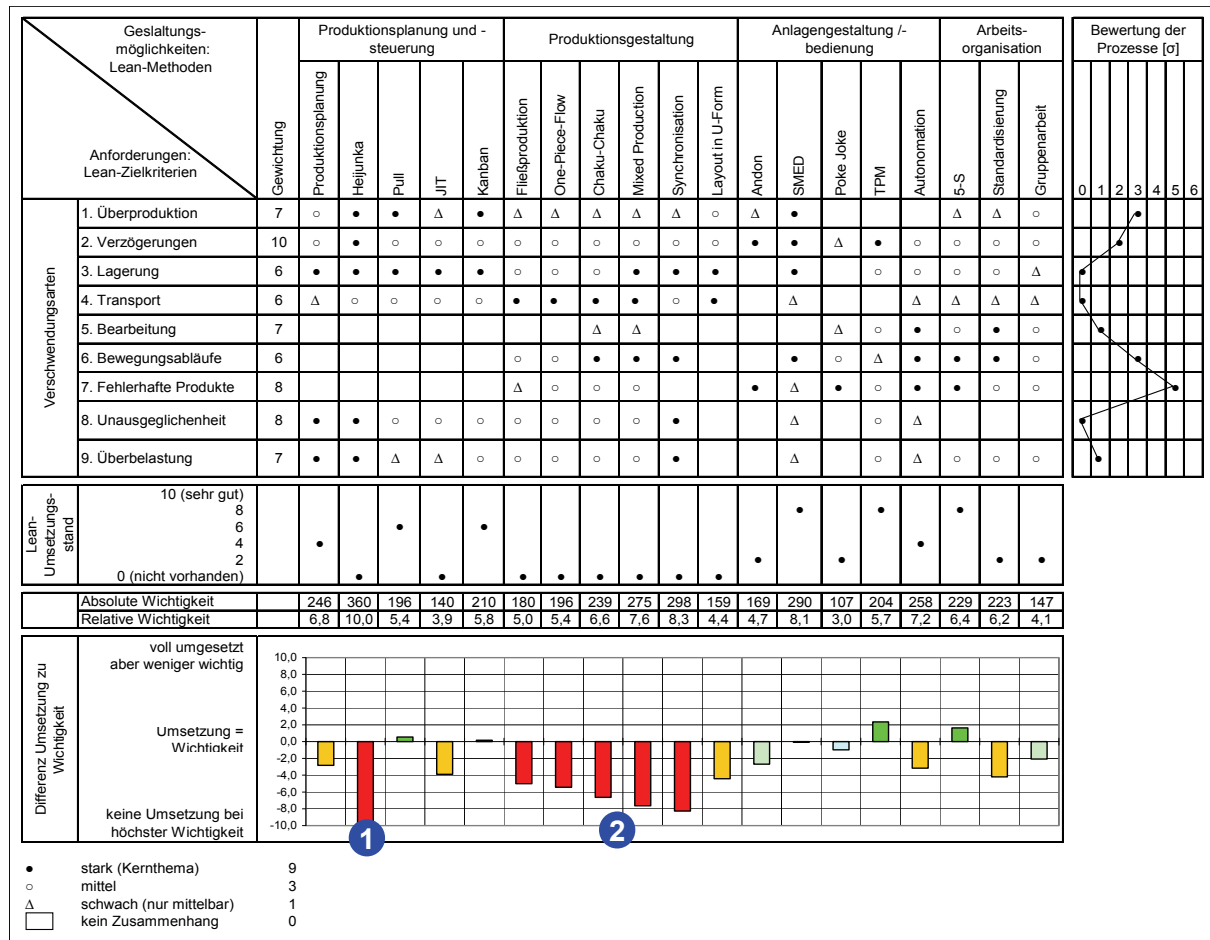 Geslaltungs-
möglichkeiten:
Lean-Methoden
Anforderungen:
Lean-Zielkriterien
Gewichtung
Produktionsplanung und -
steuerung
Produktionsgestaltung
Anlagengestaltung /-
bedienung
Arbeits-
organisation
Bewertung der
Prozesse [σ]
Produktionsplanung
Heijunka
Pull
JIT
Kanban
Fließproduktion
One-Piece-Flow
Chaku-Chaku
Mixed Production
Synchronisation
Layout in U-Form
Andon
SMED
Poke Joke
TPM
Autonomation
5-S
Standardisierung
Gruppenarbeit
0 1 2 3 4 5 6
Verschwendungsarten
1. Überproduktion 7 ○ ● ● Δ ● Δ Δ Δ Δ Δ ○ Δ ● Δ Δ ○
2. Verzögerungen 10 ○ ● ○ ○ ○ ○ ○ ○ ○ ○ ○ ● ● Δ ● ○ ○ ○ ○
3. Lagerung 6 ● ● ● ● ● ○ ○ ○ ● ● ● ● ○ ○ ○ ○ Δ
4. Transport 6 Δ ○ ○ ○ ○ ● ● ● ● ○ ● Δ Δ Δ Δ Δ
5. Bearbeitung 7 Δ Δ Δ ○ ● ○ ● ○
6. Bewegungsabläufe 6 ○ ○ ● ● ● ● ○ Δ ● ● ● ○
7. Fehlerhafte Produkte 8 Δ ○ ○ ○ ● Δ ● ○ ● ● ○ ○
8. Unausgeglichenheit 8 ● ● ○ ○ ○ ○ ○ ○ ○ ● Δ ○ Δ
9. Überbelastung 7 ● ● Δ Δ ○ ○ ○ ○ ○ ● Δ ○ Δ ○ ○ ○
Lean-
Umsetzungs-
stand
10 (sehr gut)
8
6
4
2
0 (nicht vorhanden)
Absolute Wichtigkeit 246 360 196 140 210 180 196 239 275 298 159 169 290 107 204 258 229 223 147
Relative Wichtigkeit 6,8 10,0 5,4 3,9 5,8 5,0 5,4 6,6 7,6 8,3 4,4 4,7 8,1 3,0 5,7 7,2 6,4 6,2 4,1
Differenz Umsetzung zu
Wichtigkeit
voll umgesetzt
aber weniger wichtig
Umsetzung =
Wichtigkeit
keine Umsetzung bei
höchster Wichtigkeit
10,0
8,0
6,0
4,0
2,0
0,0
-2,0
-4,0
-6,0
-8,0
-10,0
1
2
● stark (Kernthema) 9
○ mittel 3
Δ schwach (nur mittelbar) 1
kein Zusammenhang 0